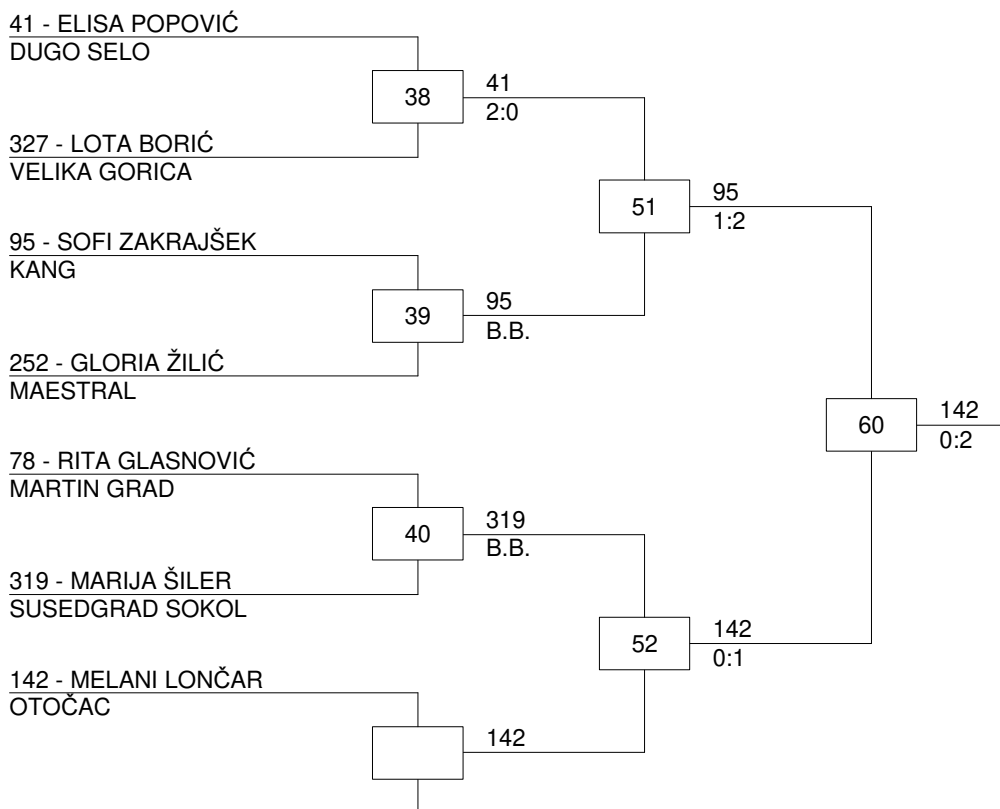 41 - ELISA POPOVIĆ
DUGO SELO
38
41
2:0
327 - LOTA BORIĆ
VELIKA GORICA
51
95
1:2
95 - SOFI ZAKRAJŠEK
KANG
39
95
B.B.
252 - GLORIA ŽILIĆ
MAESTRAL
60
142
0:2
78 - RITA GLASNOVIĆ
MARTIN GRAD
40
319
B.B.
319 - MARIJA ŠILER
SUSEDGRAD SOKOL
52
142
0:1
142 - MELANI LONČAR
OTOČAC
142